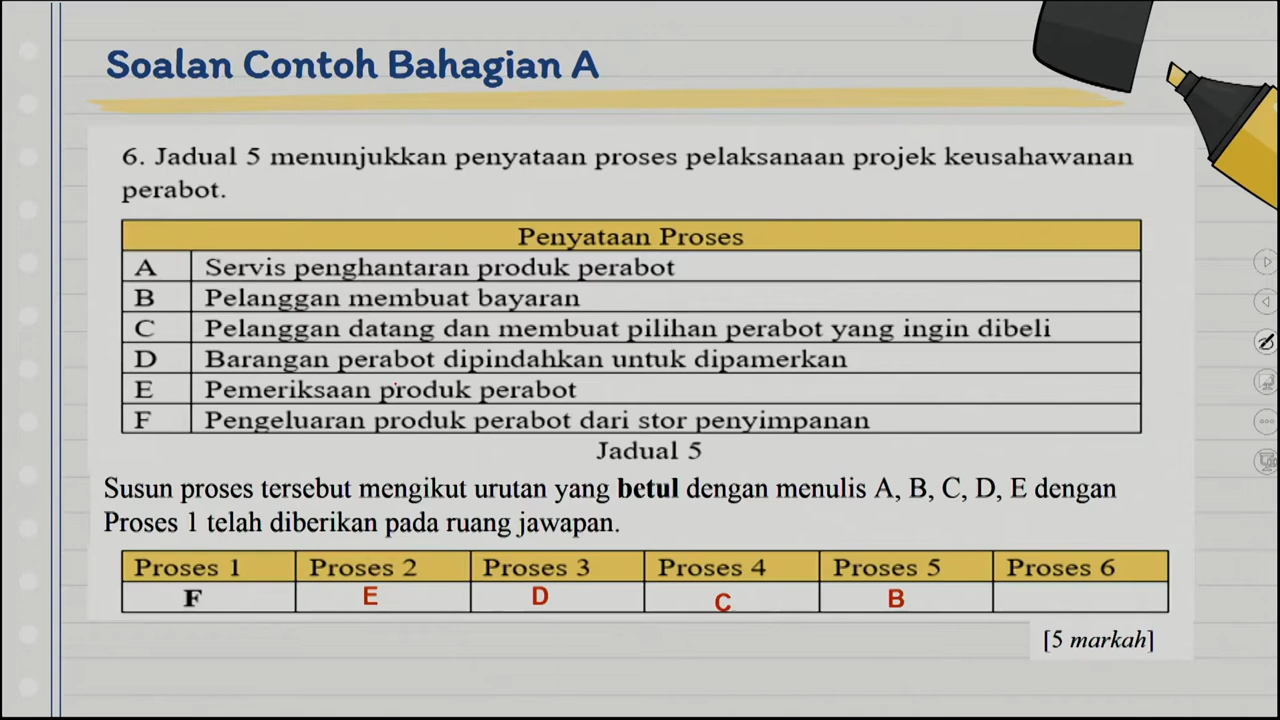 Soalan Contoh Bahagian A
6. Jadual 5 menunjukkan penyataan proses pelaksanaan projek keusahawanan
perabot.
Penyataan Proses
A Servis penghantaran produk perabot
B Pelanggan membuat bayaran
C Pelanggan datang dan membuat pilihan perabot yang ingin dibeli
D Barangan perabot dipindahkan untuk dipamerkan
E Pemeriksaan produk perabot
F Pengeluaran produk perabot dari stor penyimpanan
Jadual 5
Susun proses tersebut mengikut urutan yang betul dengan menulis A, B, C, D, E dengan
Proses 1 telah diberikan pada ruang jawapan.
Proses 1 Proses 2 Proses 3 Proses 4 Proses 5 Proses 6
F E D C B
[5 markah]